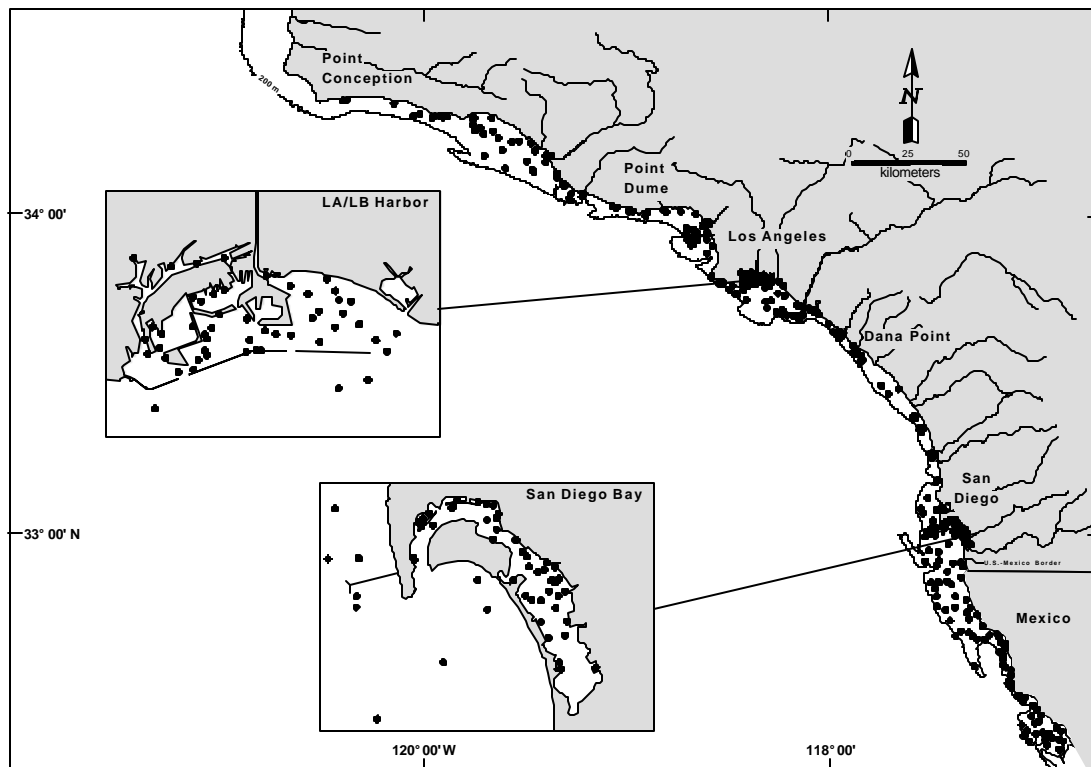 Point
Conception
200 m
N
0 25 50
kilometers
Point
Dume
LA/LB Harbor
34° 00'
Los Angeles
Dana Point
San
Diego
San Diego Bay
33° 00' N
U.S.-Mexico Border
Mexico
120° 00' W
118° 00'